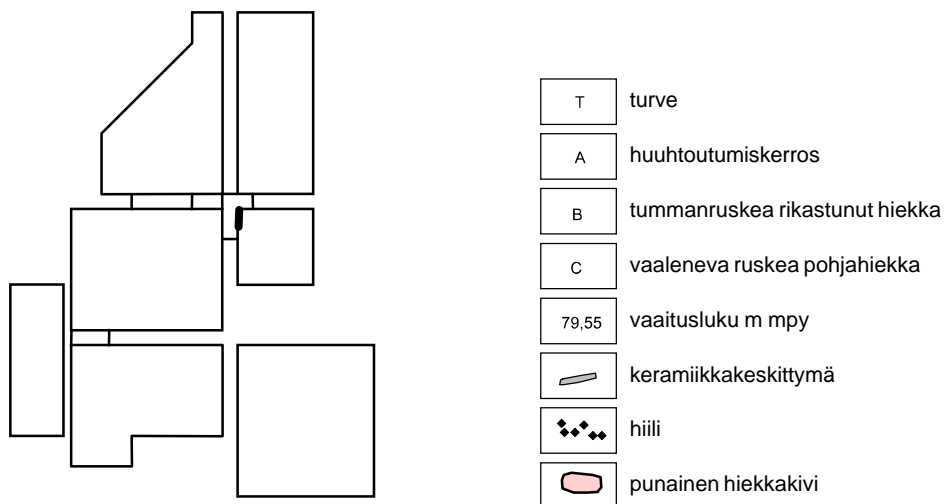 T turve
A huuhtoutumiskerros
B tummanruskea rikastunut hiekka
C vaaleneva ruskea pohjahiekka
79,55 vaaitusluku m mpy
keramiikkakeskittymä
hiili
punainen hiekkakivi